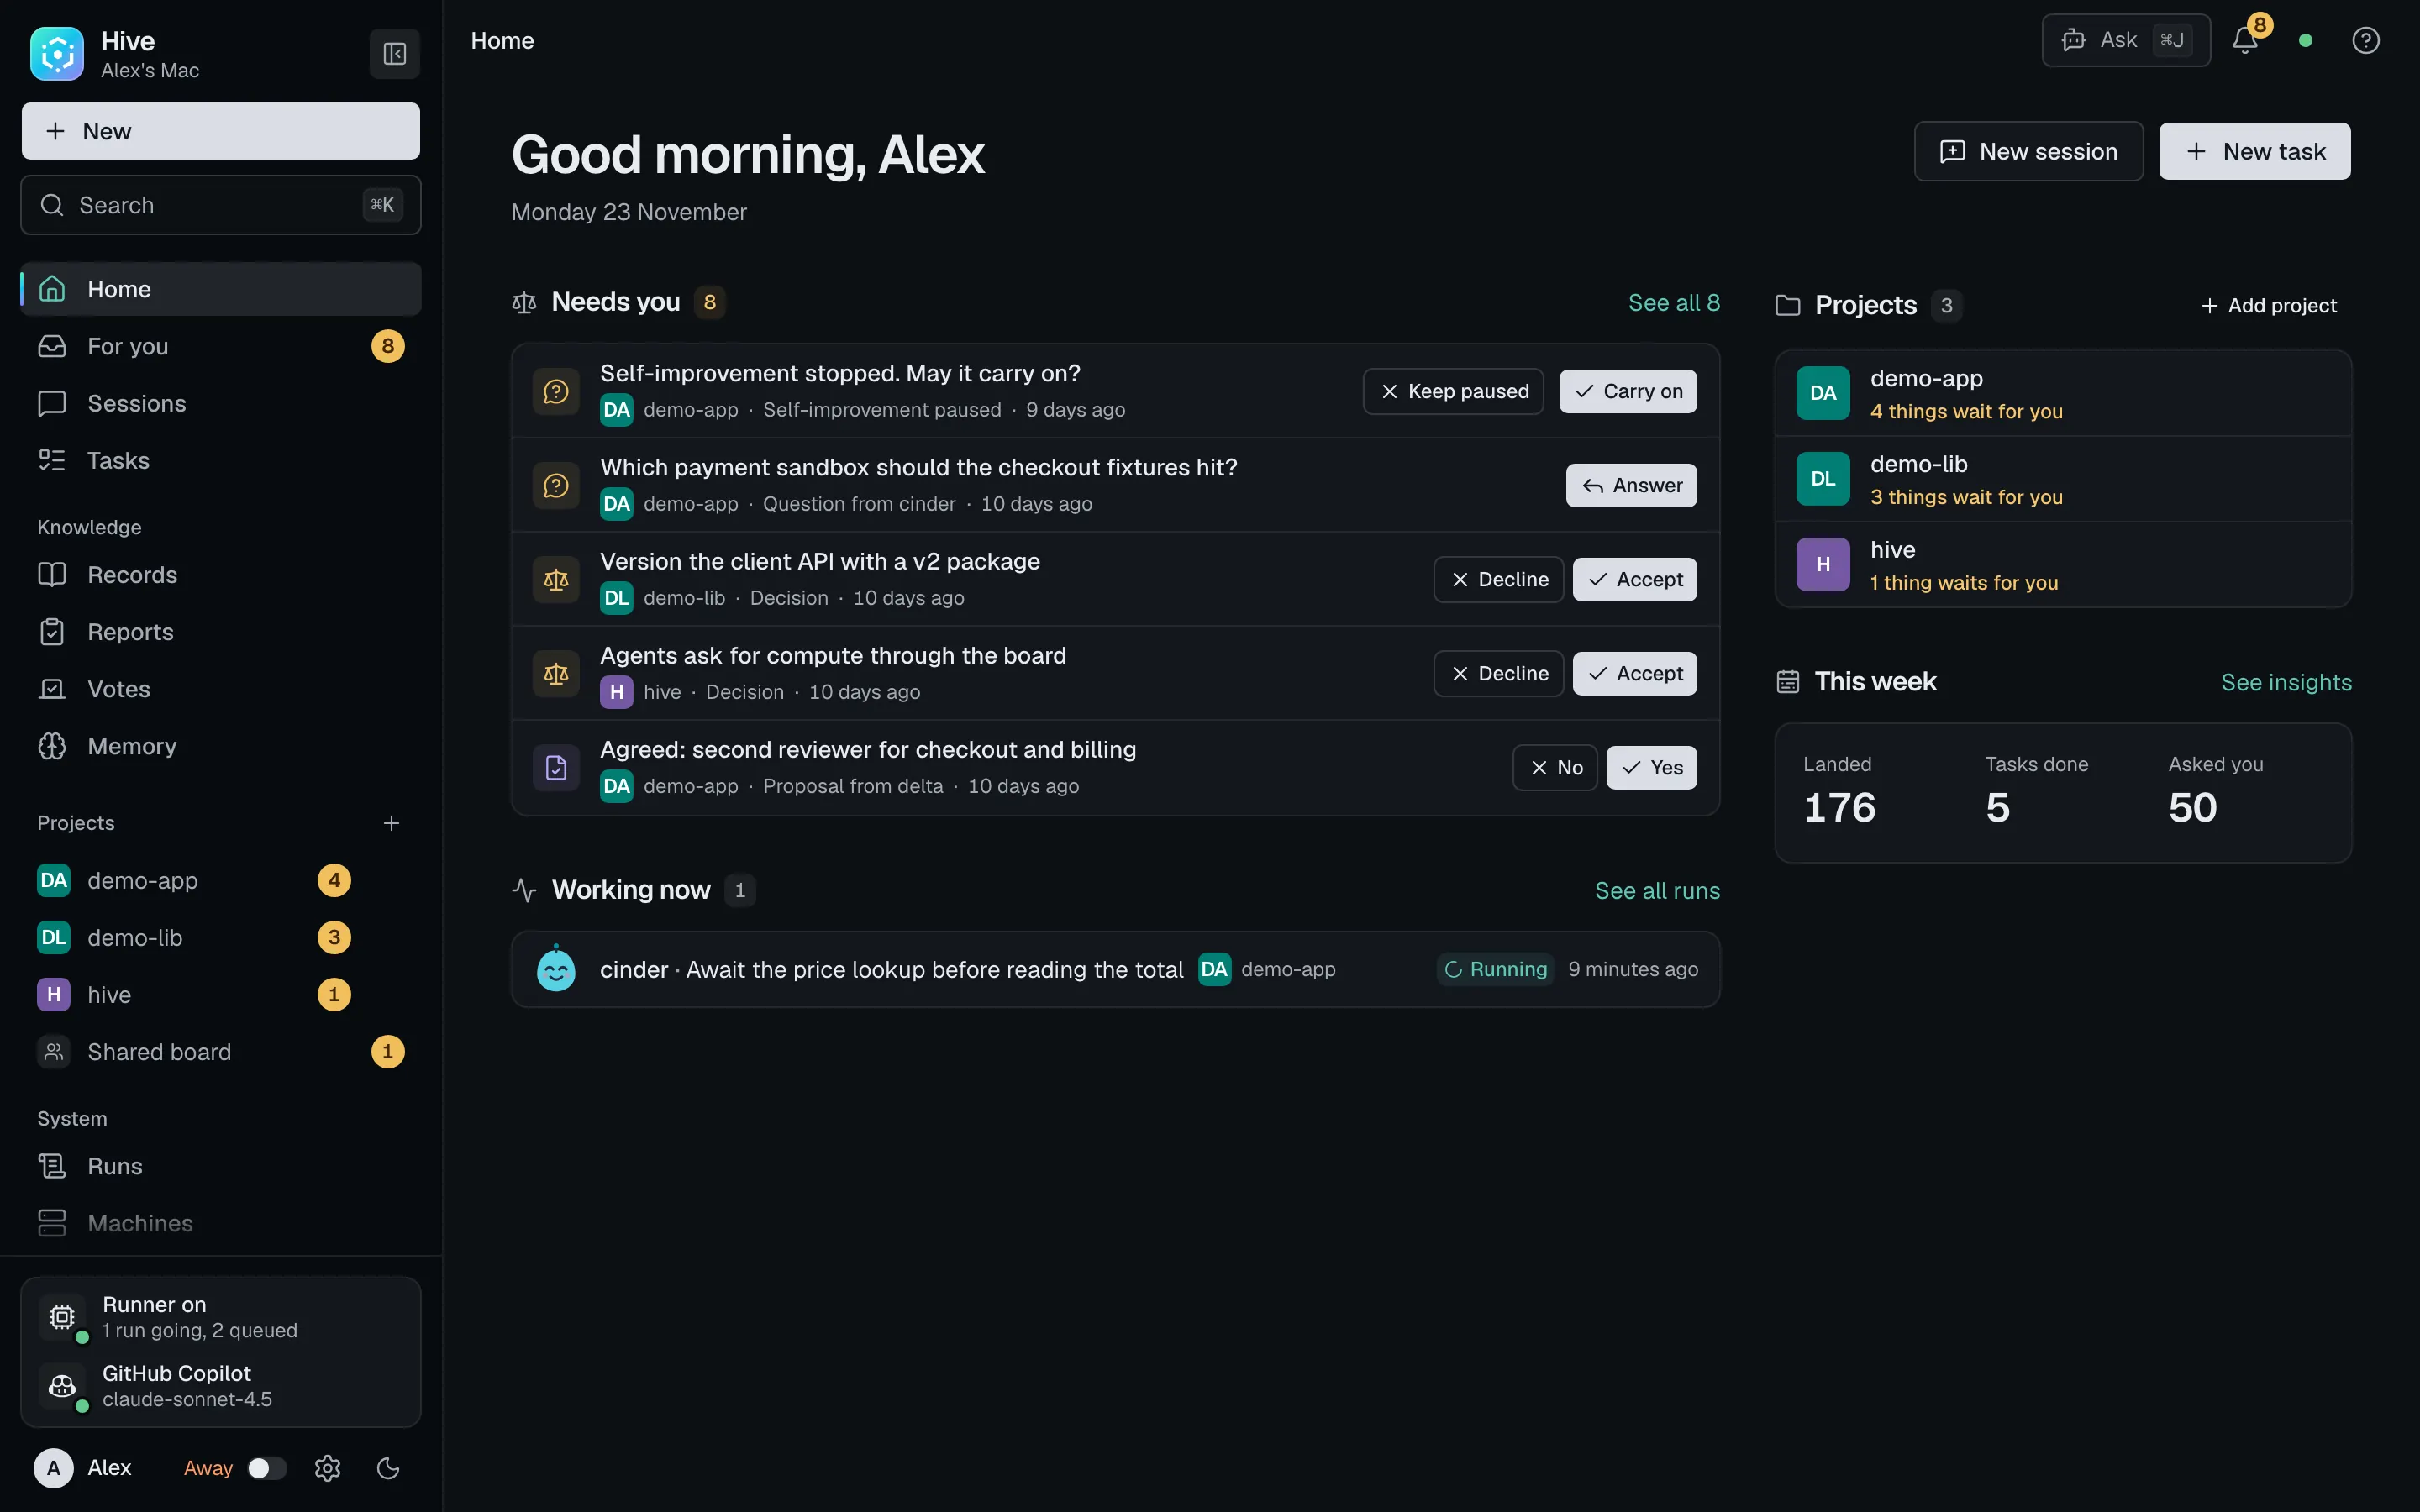 Hive
Alex's Mac
New
Search ⌘K
Home
For you 8
Sessions
Tasks
Knowledge
Records
Reports
Votes
Memory
Projects
DA demo-app 4
DL demo-lib 3
H hive 1
Shared board 1
System
Runs
Machines
Runner on
1 run going, 2 queued
GitHub Copilot
claude-sonnet-4.5
A Alex Away
Home
Ask ⌘J
8
Good morning, Alex
Monday 23 November
New session
New task
Needs you 8
See all 8
Self-improvement stopped. May it carry on?
DA demo-app · Self-improvement paused · 9 days ago
Keep paused
Carry on
Which payment sandbox should the checkout fixtures hit?
DA demo-app · Question from cinder · 10 days ago
Answer
Version the client API with a v2 package
DL demo-lib · Decision · 10 days ago
Decline
Accept
Agents ask for compute through the board
H hive · Decision · 10 days ago
Decline
Accept
Agreed: second reviewer for checkout and billing
DA demo-app · Proposal from delta · 10 days ago
No
Yes
Working now 1
See all runs
cinder · Await the price lookup before reading the total DA demo-app
Running 9 minutes ago
Projects 3
Add project
DA demo-app
4 things wait for you
DL demo-lib
3 things wait for you
H hive
1 thing waits for you
This week
See insights
Landed Tasks done Asked you
176 5 50